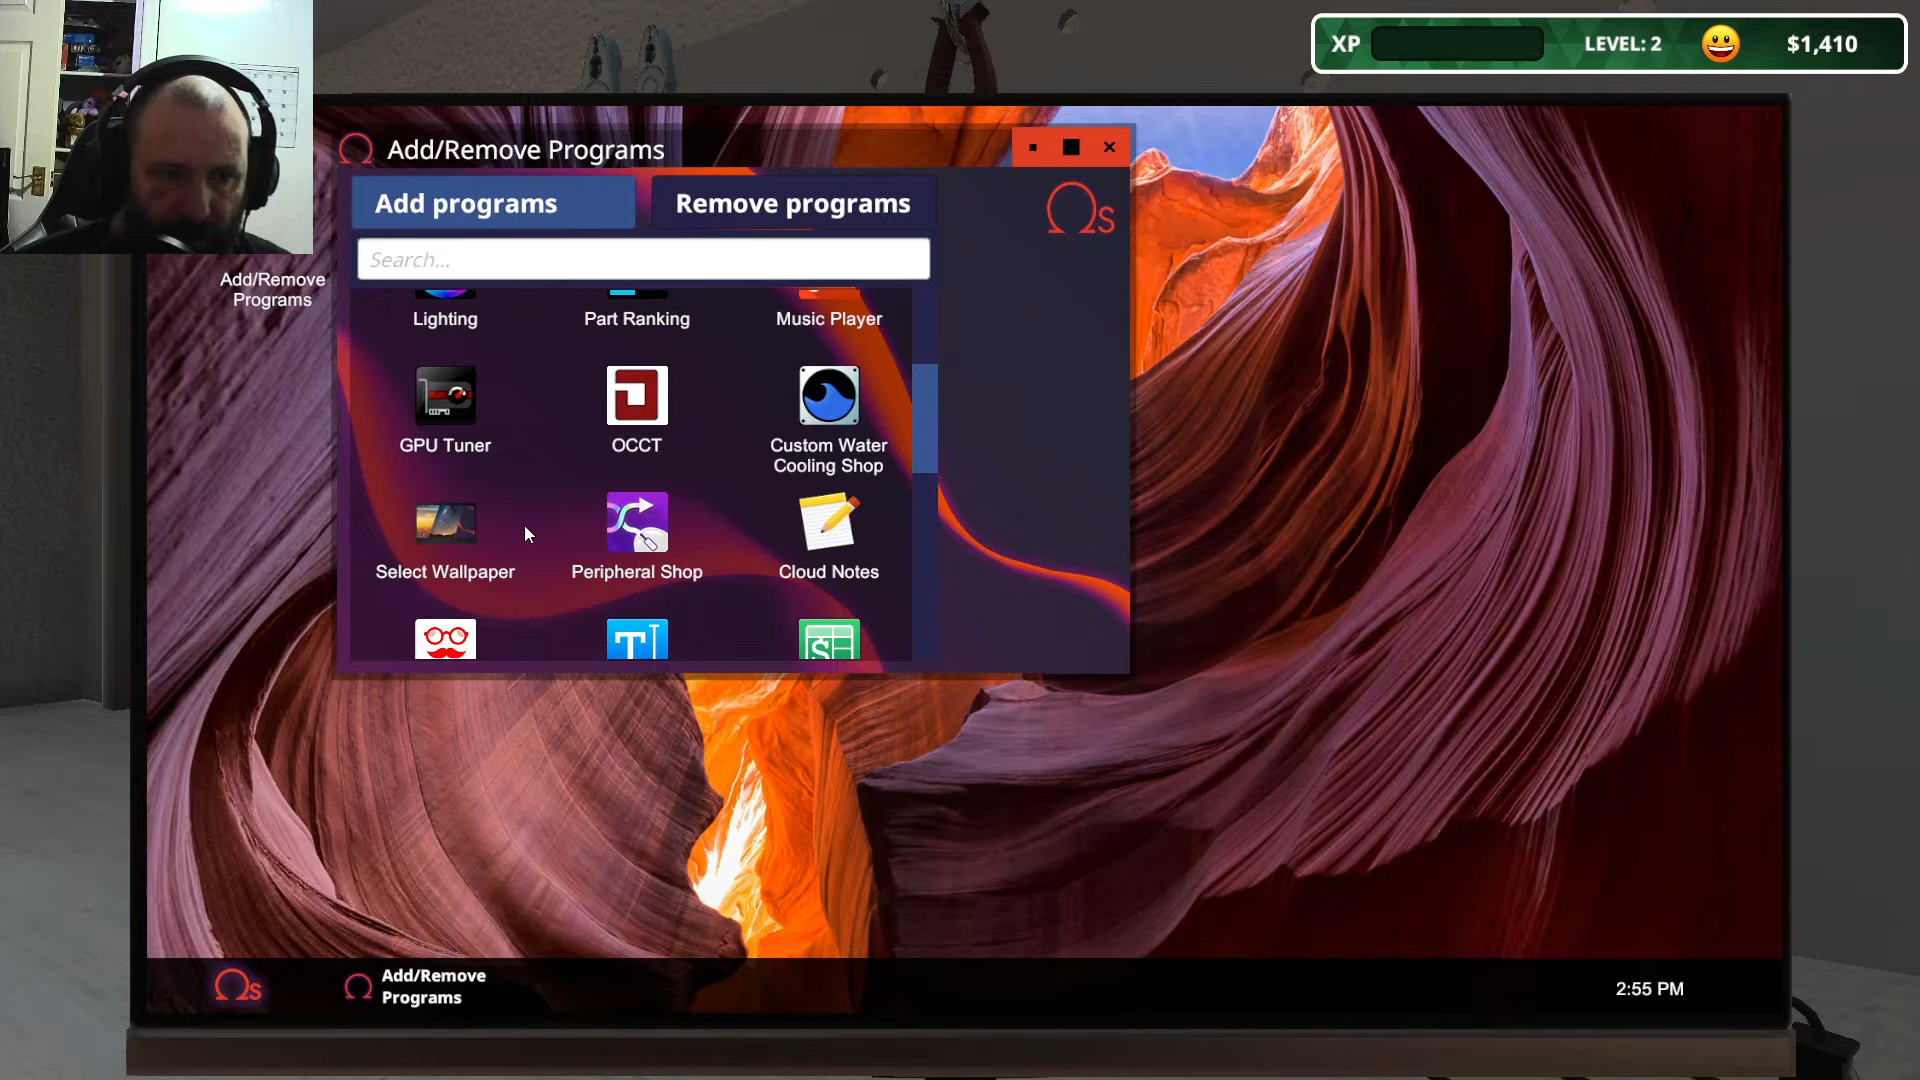 XP
LEVEL: 2
$1,410
Add/Remove Programs
Add programs
Remove programs
Ωs
Search...
Add/Remove
Programs
Lighting
Part Ranking
Music Player
GPU Tuner
OCCT
Custom Water
Cooling Shop
Select Wallpaper
Peripheral Shop
Cloud Notes
T
$
Ωs
Add/Remove
Programs
2:55 PM